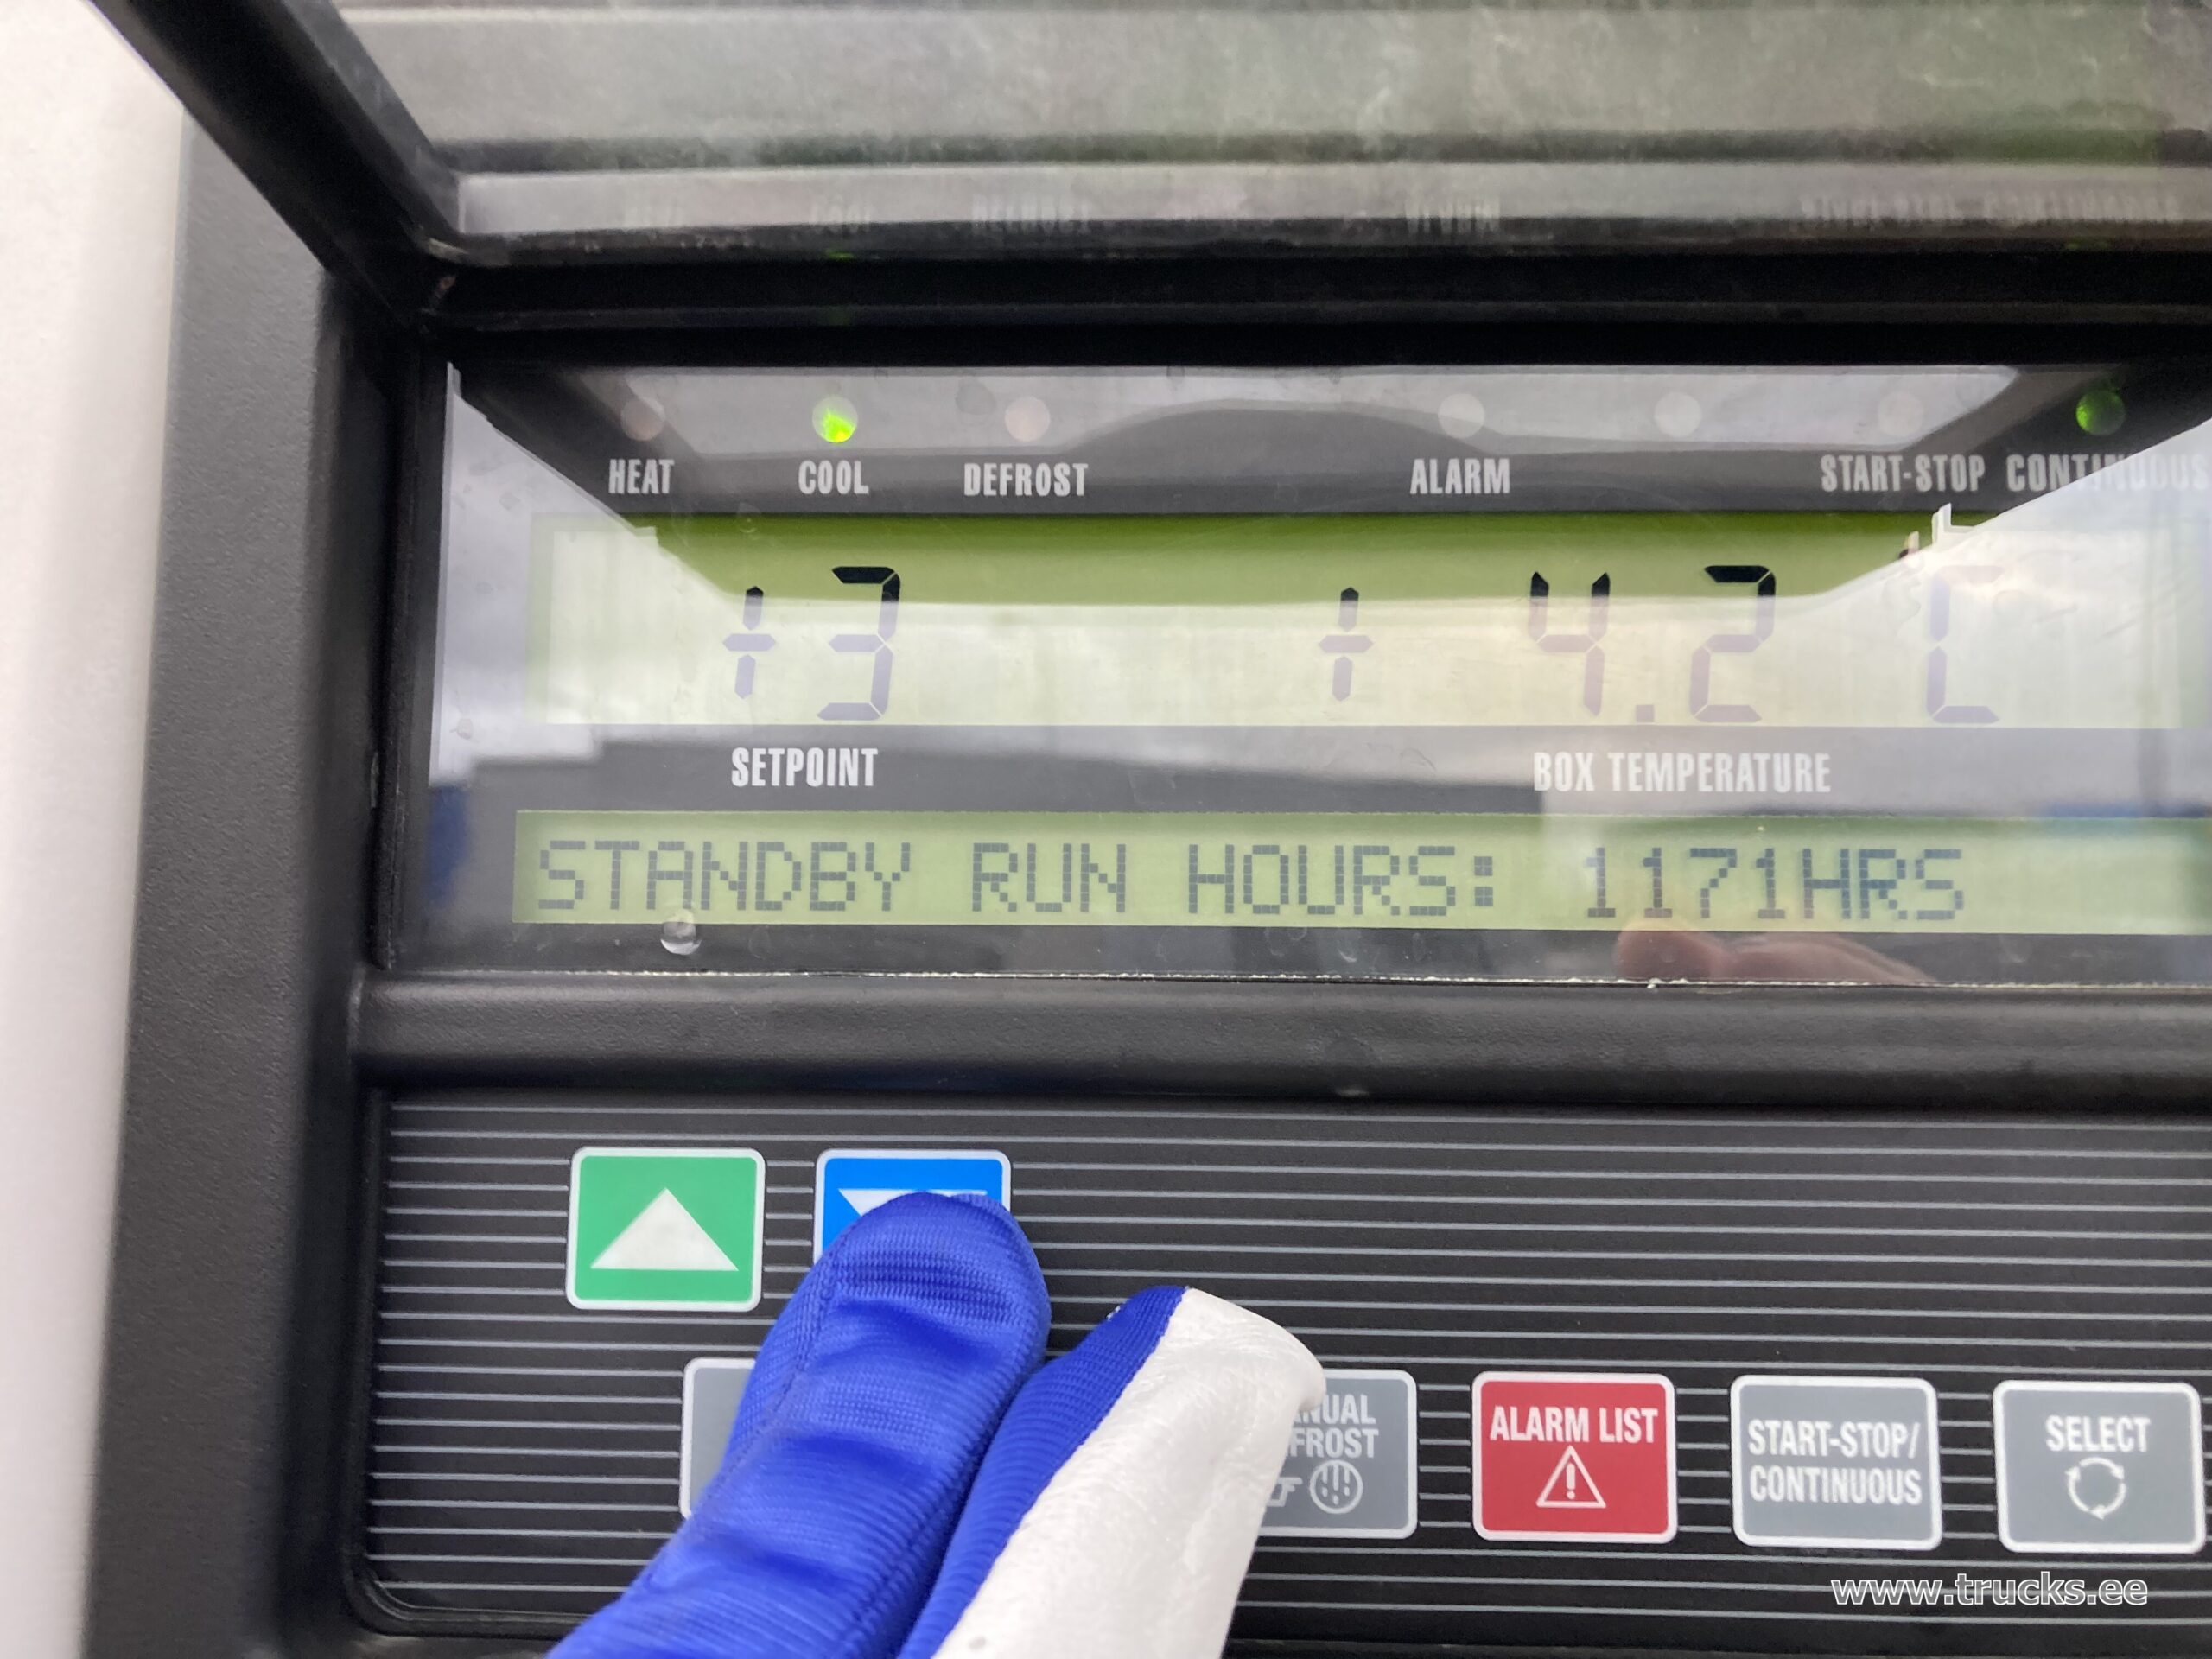 HEAT COOL DEFROST ALARM START-STOP CONTINUOUS
+3 + 4.2 C
SETPOINT BOX TEMPERATURE
STANDBY RUN HOURS: 1171HRS
ALARM LIST
START-STOP/
CONTINUOUS
SELECT
www.trucks.ee